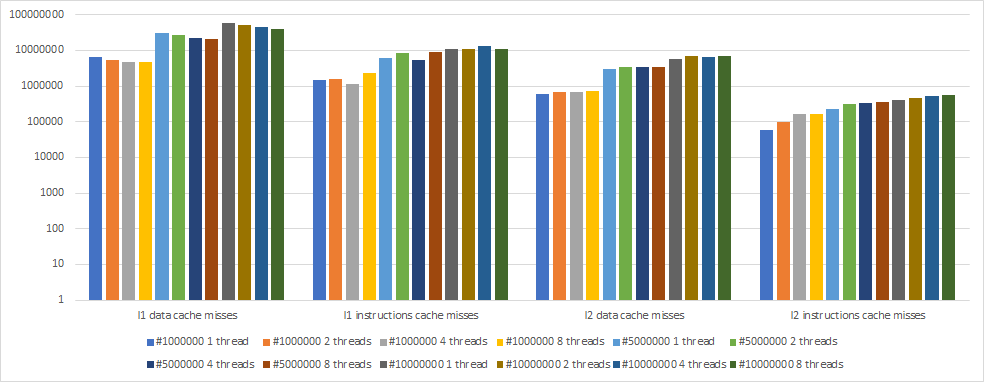 100000000
10000000
1000000
100000
10000
1000
100
10
1
l1 data cache misses
l1 instructions cache misses
l2 data cache misses
l2 instructions cache misses
#1000000 1 thread
#1000000 2 threads
#1000000 4 threads
#1000000 8 threads
#5000000 1 thread
#5000000 2 threads
#5000000 4 threads
#5000000 8 threads
#10000000 1 thread
#10000000 2 threads
#10000000 4 threads
#10000000 8 threads